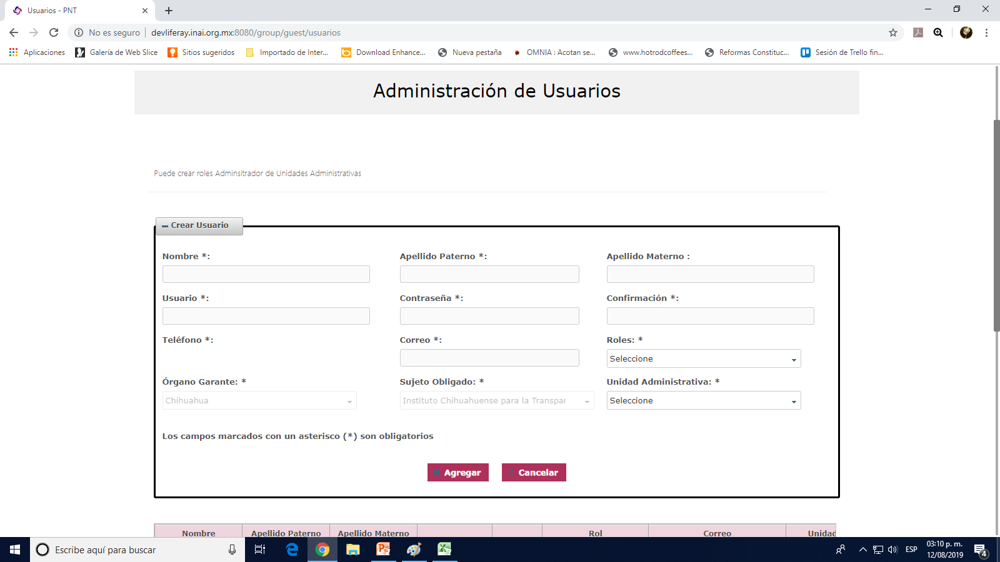 Usuarios - PNT
No es seguro | devliferay.inai.org.mx:8080/group/guest/usuarios
Aplicaciones Galería de Web Slice Sitios sugeridos Importado de Inter... Download Enhance... Nueva pestaña OMNIA : Acotan se... www.hotrodcoffees... Reformas Constituc... Sesión de Trello fin...
Administración de Usuarios
Puede crear roles Adminsitrador de Unidades Administrativas
Crear Usuario
Nombre *: Apellido Paterno *: Apellido Materno :
Usuario *: Contraseña *: Confirmación *:
Teléfono *: Correo *: Roles: *
Seleccione
Órgano Garante: * Sujeto Obligado: * Unidad Administrativa: *
Chihuahua Instituto Chihuahuense para la Transpar Seleccione
Los campos marcados con un asterisco (*) son obligatorios
Agregar Cancelar
Nombre Apellido Paterno Apellido Materno Rol Correo Unidad
Escribe aquí para buscar
ESP
03:10 p. m.
12/08/2019
4